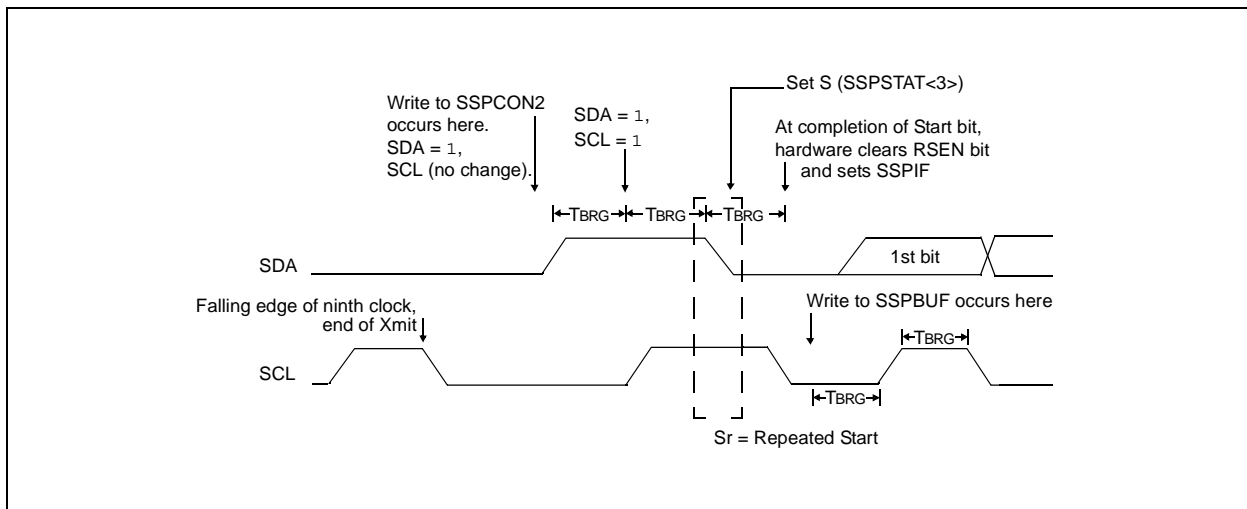 Set S (SSPSTAT<3>)
Write to SSPCON2
occurs here.
SDA = 1,
SCL (no change).
SDA = 1,
SCL = 1
At completion of Start bit,
hardware clears RSEN bit
and sets SSPIF
TBRG
TBRG
TBRG
SDA
1st bit
Falling edge of ninth clock,
end of Xmit
Write to SSPBUF occurs here
TBRG
SCL
TBRG
Sr = Repeated Start